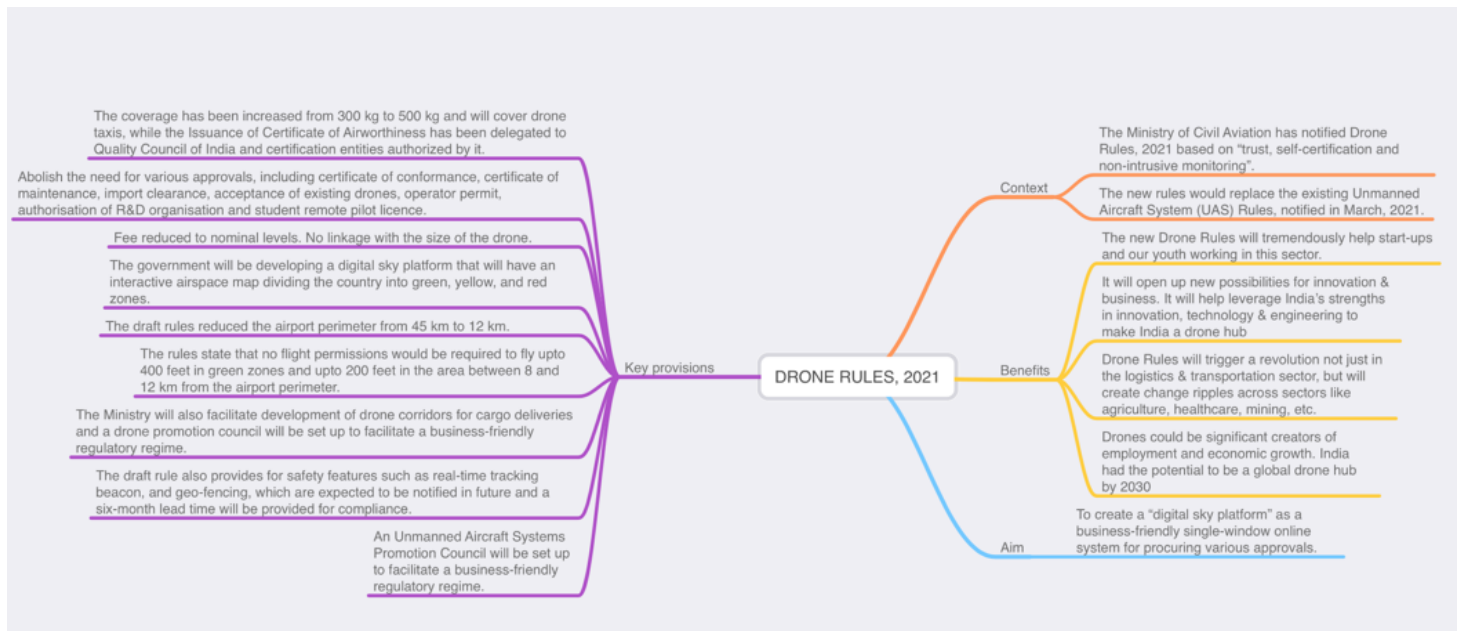 DRONE RULES, 2021
Key provisions
The coverage has been increased from 300 kg to 500 kg and will cover drone
taxis, while the Issuance of Certificate of Airworthiness has been delegated to
Quality Council of India and certification entities authorized by it.
Abolish the need for various approvals, including certificate of conformance, certificate of
maintenance, import clearance, acceptance of existing drones, operator permit,
authorisation of R&D organisation and student remote pilot licence.
Fee reduced to nominal levels. No linkage with the size of the drone.
The government will be developing a digital sky platform that will have an
interactive airspace map dividing the country into green, yellow, and red
zones.
The draft rules reduced the airport perimeter from 45 km to 12 km.
The rules state that no flight permissions would be required to fly upto
400 feet in green zones and upto 200 feet in the area between 8 and
12 km from the airport perimeter.
The Ministry will also facilitate development of drone corridors for cargo deliveries
and a drone promotion council will be set up to facilitate a business-friendly
regulatory regime.
The draft rule also provides for safety features such as real-time tracking
beacon, and geo-fencing, which are expected to be notified in future and a
six-month lead time will be provided for compliance.
An Unmanned Aircraft Systems
Promotion Council will be set up
to facilitate a business-friendly
regulatory regime.
Context
The Ministry of Civil Aviation has notified Drone
Rules, 2021 based on “trust, self-certification and
non-intrusive monitoring”.
The new rules would replace the existing Unmanned
Aircraft System (UAS) Rules, notified in March, 2021.
Benefits
The new Drone Rules will tremendously help start-ups
and our youth working in this sector.
It will open up new possibilities for innovation &
business. It will help leverage India’s strengths
in innovation, technology & engineering to
make India a drone hub
Drone Rules will trigger a revolution not just in
the logistics & transportation sector, but will
create change ripples across sectors like
agriculture, healthcare, mining, etc.
Drones could be significant creators of
employment and economic growth. India
had the potential to be a global drone hub
by 2030
Aim
To create a “digital sky platform” as a
business-friendly single-window online
system for procuring various approvals.